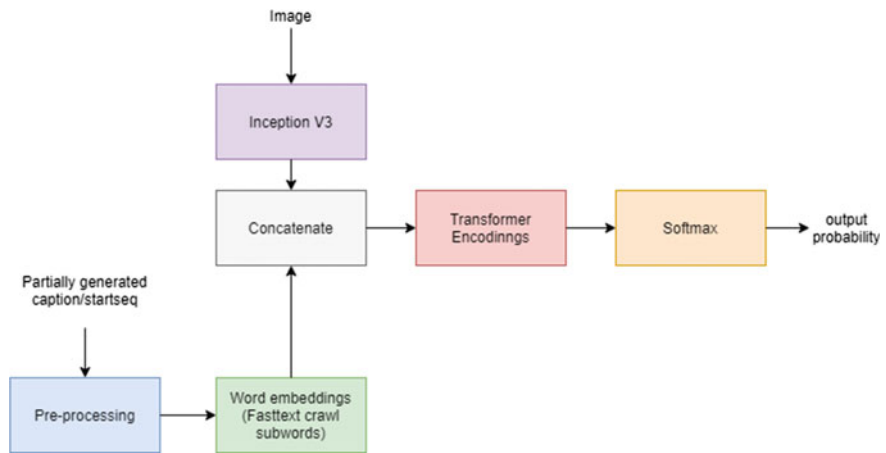 Image
Inception V3
Concatenate
Transformer
Encodinngs
Softmax
output
probability
Partially generated
caption/startseq
Pre-processing
Word embeddings
(Fasttext crawl
subwords)